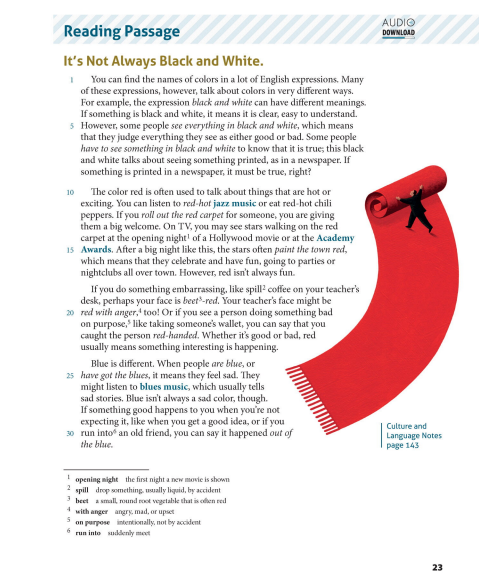 Reading Passage
AUDIO
DOWNLOAD
It's Not Always Black and White.
1 You can find the names of colors in a lot of English expressions. Many
of these expressions, however, talk about colors in very different ways.
For example, the expression black and white can have different meanings.
If something is black and white, it means it is clear, easy to understand.
5 However, some people see everything in black and white, which means
that they judge everything they see as either good or bad. Some people
have to see something in black and white to know that it is true; this black
and white talks about seeing something printed, as in a newspaper. If
something is printed in a newspaper, it must be true, right?
10 The color red is often used to talk about things that are hot or
exciting. You can listen to red-hot jazz music or eat red-hot chili
peppers. If you roll out the red carpet for someone, you are giving
them a big welcome. On TV, you may see stars walking on the red
carpet at the opening night1 of a Hollywood movie or at the Academy
15 Awards. After a big night like this, the stars often paint the town red,
which means that they celebrate and have fun, going to parties or
nightclubs all over town. However, red isn't always fun.
If you do something embarrassing, like spill2 coffee on your teacher's
desk, perhaps your face is beet3-red. Your teacher's face might be
20 red with anger,4 too! Or if you see a person doing something bad
on purpose,5 like taking someone's wallet, you can say that you
caught the person red-handed. Whether it's good or bad, red
usually means something interesting is happening.
Blue is different. When people are blue, or
25 have got the blues, it means they feel sad. They
might listen to blues music, which usually tells
sad stories. Blue isn't always a sad color, though.
If something good happens to you when you're not
expecting it, like when you get a good idea, or if you
30 run into6 an old friend, you can say it happened out of
the blue.
Culture and
Language Notes
page 143
1 opening night the first night a new movie is shown
2 spill drop something, usually liquid, by accident
3 beet a small, round root vegetable that is often red
4 with anger angry, mad, or upset
5 on purpose intentionally, not by accident
6 run into suddenly meet
23